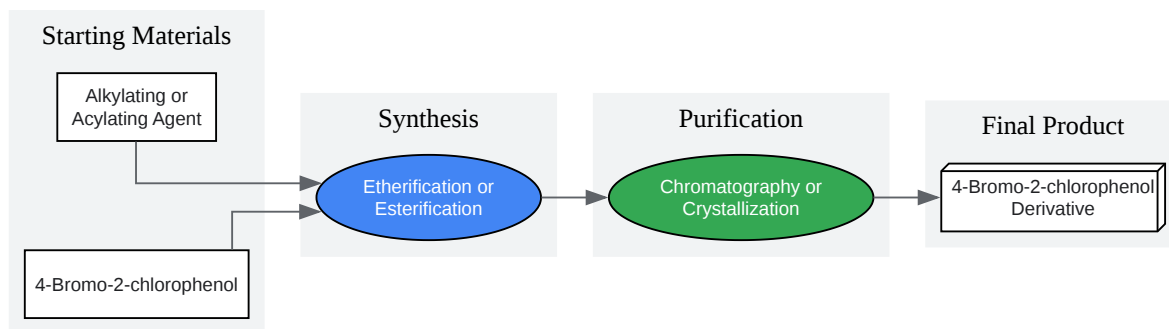 Starting Materials
Alkylating or
Acylating Agent
4-Bromo-2-chlorophenol
Synthesis
Etherification or
Esterification
Purification
Chromatography or
Crystallization
Final Product
4-Bromo-2-chlorophenol
Derivative